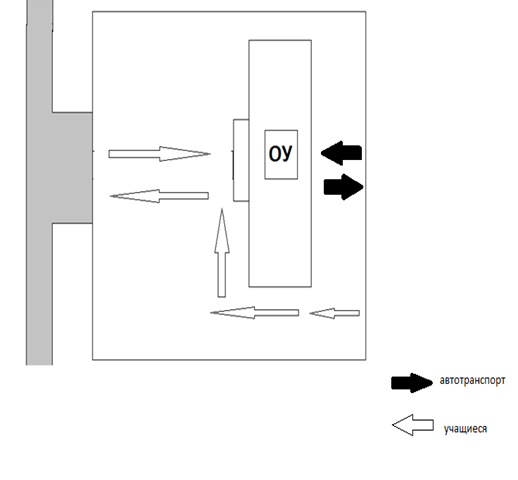 ОУ
автотранспорт
учащиеся